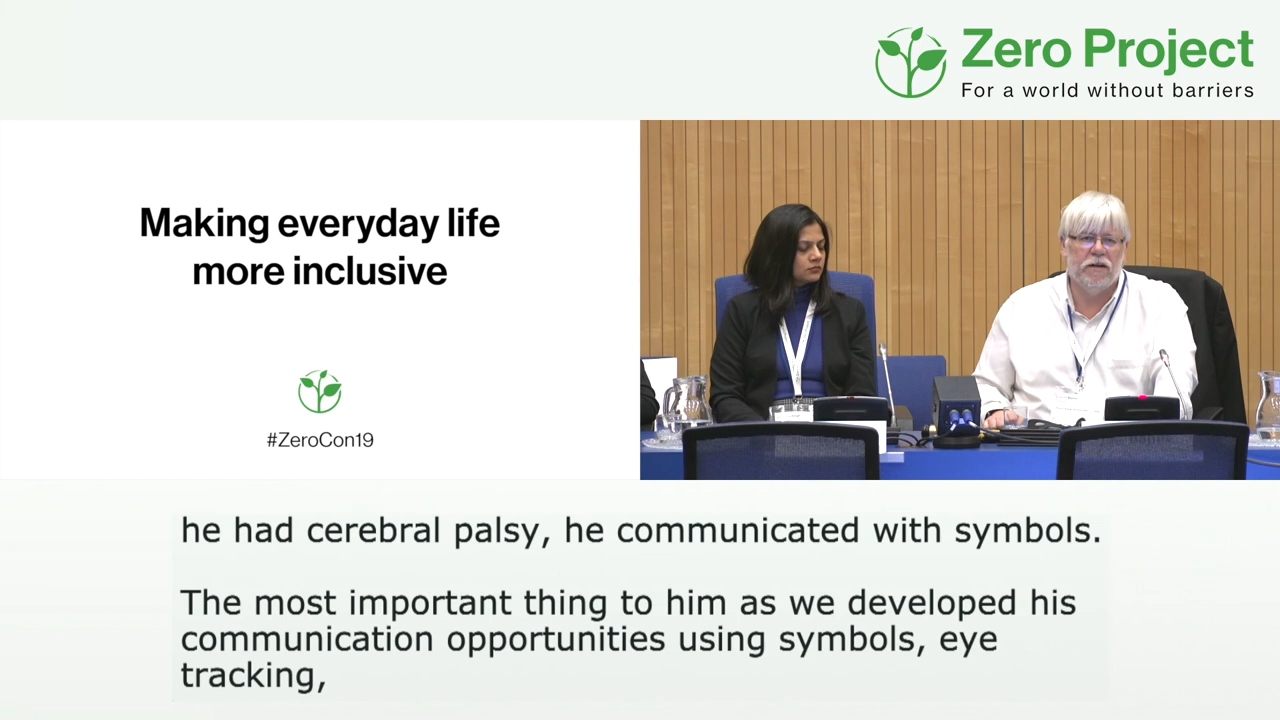 Zero Project
For a world without barriers
Making everyday life
more inclusive
#ZeroCon19
he had cerebral palsy, he communicated with symbols.
The most important thing to him as we developed his
communication opportunities using symbols, eye
tracking,